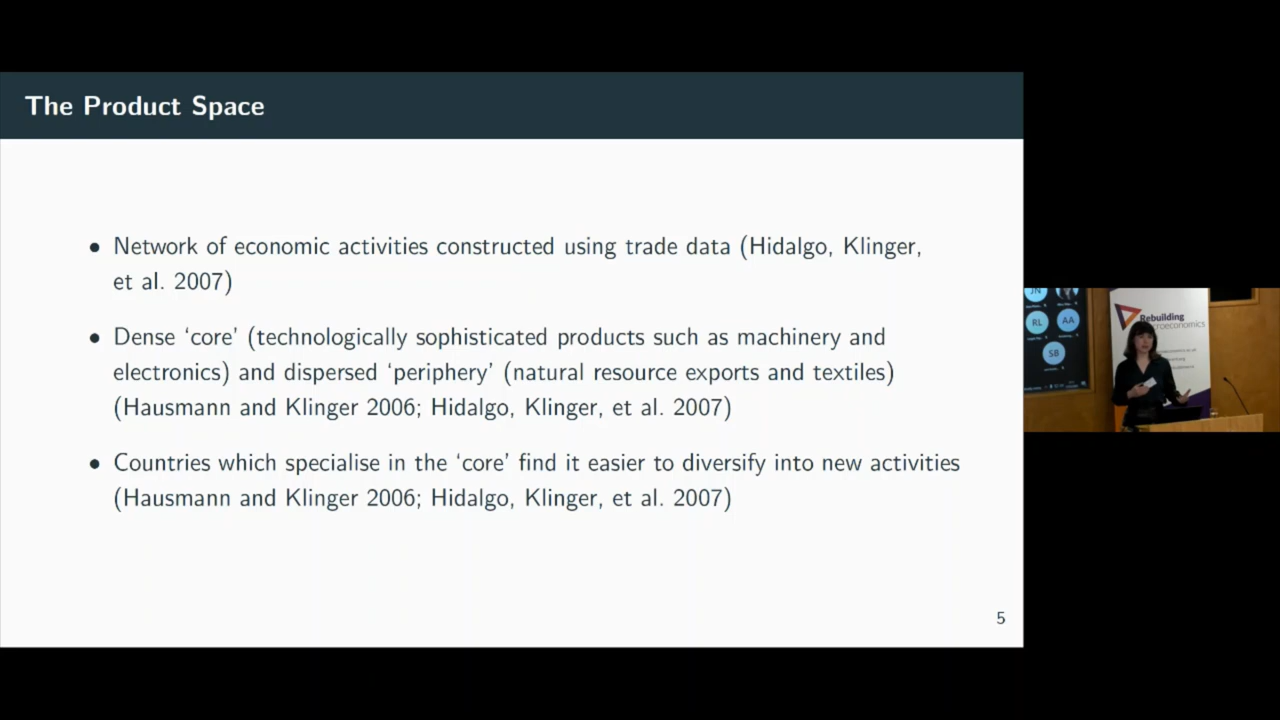 The Product Space
• Network of economic activities constructed using trade data (Hidalgo, Klinger,
et al. 2007)
• Dense ‘core’ (technologically sophisticated products such as machinery and
electronics) and dispersed ‘periphery’ (natural resource exports and textiles)
(Hausmann and Klinger 2006; Hidalgo, Klinger, et al. 2007)
• Countries which specialise in the ‘core’ find it easier to diversify into new activities
(Hausmann and Klinger 2006; Hidalgo, Klinger, et al. 2007)
5
JN
RL AA
SB
Rebuilding